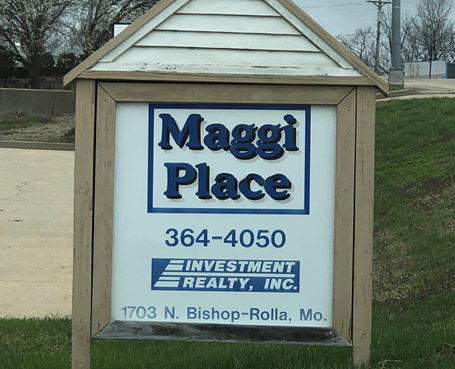 Maggi
Place
364-4050
INVESTMENT
REALTY, INC.
1703 N. Bishop-Rolla, Mo.